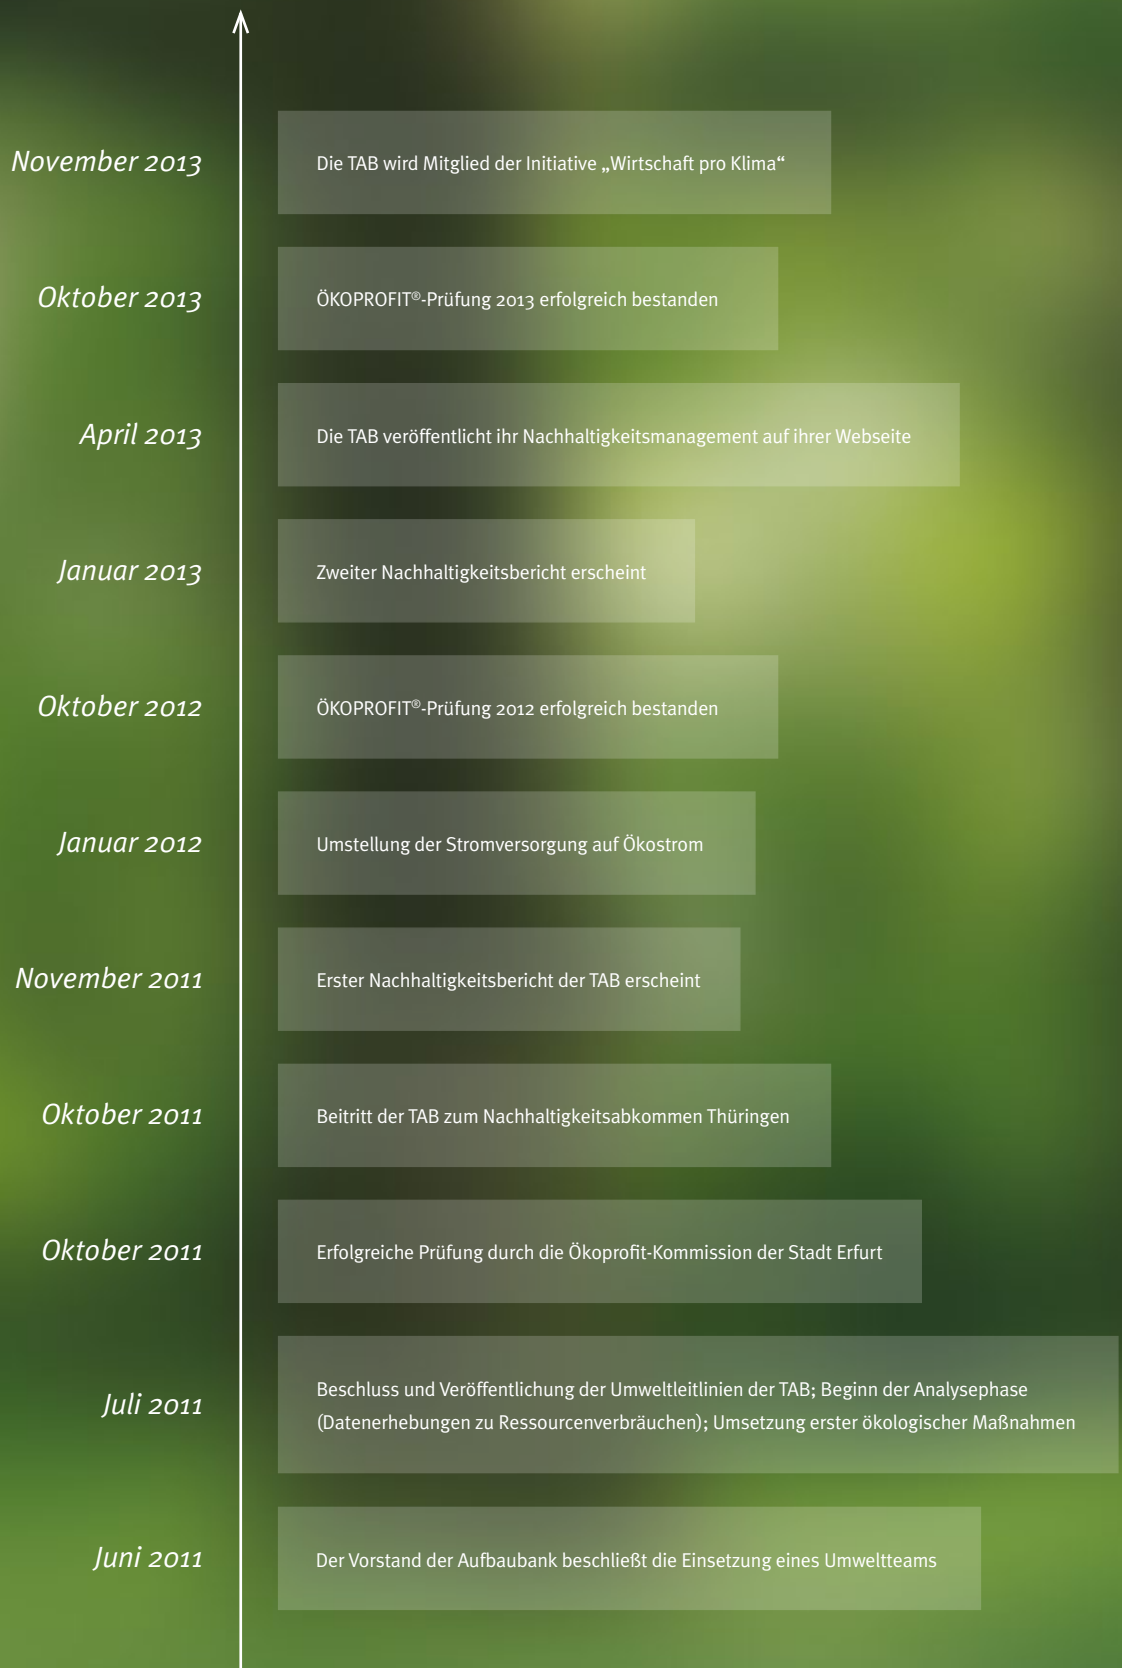 November 2013
Die TAB wird Mitglied der Initiative „Wirtschaft pro Klima“
Oktober 2013
ÖKOPROFIT®-Prüfung 2013 erfolgreich bestanden
April 2013
Die TAB veröffentlicht ihr Nachhaltigkeitsmanagement auf ihrer Webseite
Januar 2013
Zweiter Nachhaltigkeitsbericht erscheint
Oktober 2012
ÖKOPROFIT®-Prüfung 2012 erfolgreich bestanden
Januar 2012
Umstellung der Stromversorgung auf Ökostrom
November 2011
Erster Nachhaltigkeitsbericht der TAB erscheint
Oktober 2011
Beitritt der TAB zum Nachhaltigkeitsabkommen Thüringen
Oktober 2011
Erfolgreiche Prüfung durch die Ökoprofit-Kommission der Stadt Erfurt
Juli 2011
Beschluss und Veröffentlichung der Umweltleitlinien der TAB; Beginn der Analysephase
(Datenerhebungen zu Ressourcenverbräuchen); Umsetzung erster ökologischer Maßnahmen
Juni 2011
Der Vorstand der Aufbaubank beschließt die Einsetzung eines Umweltteams